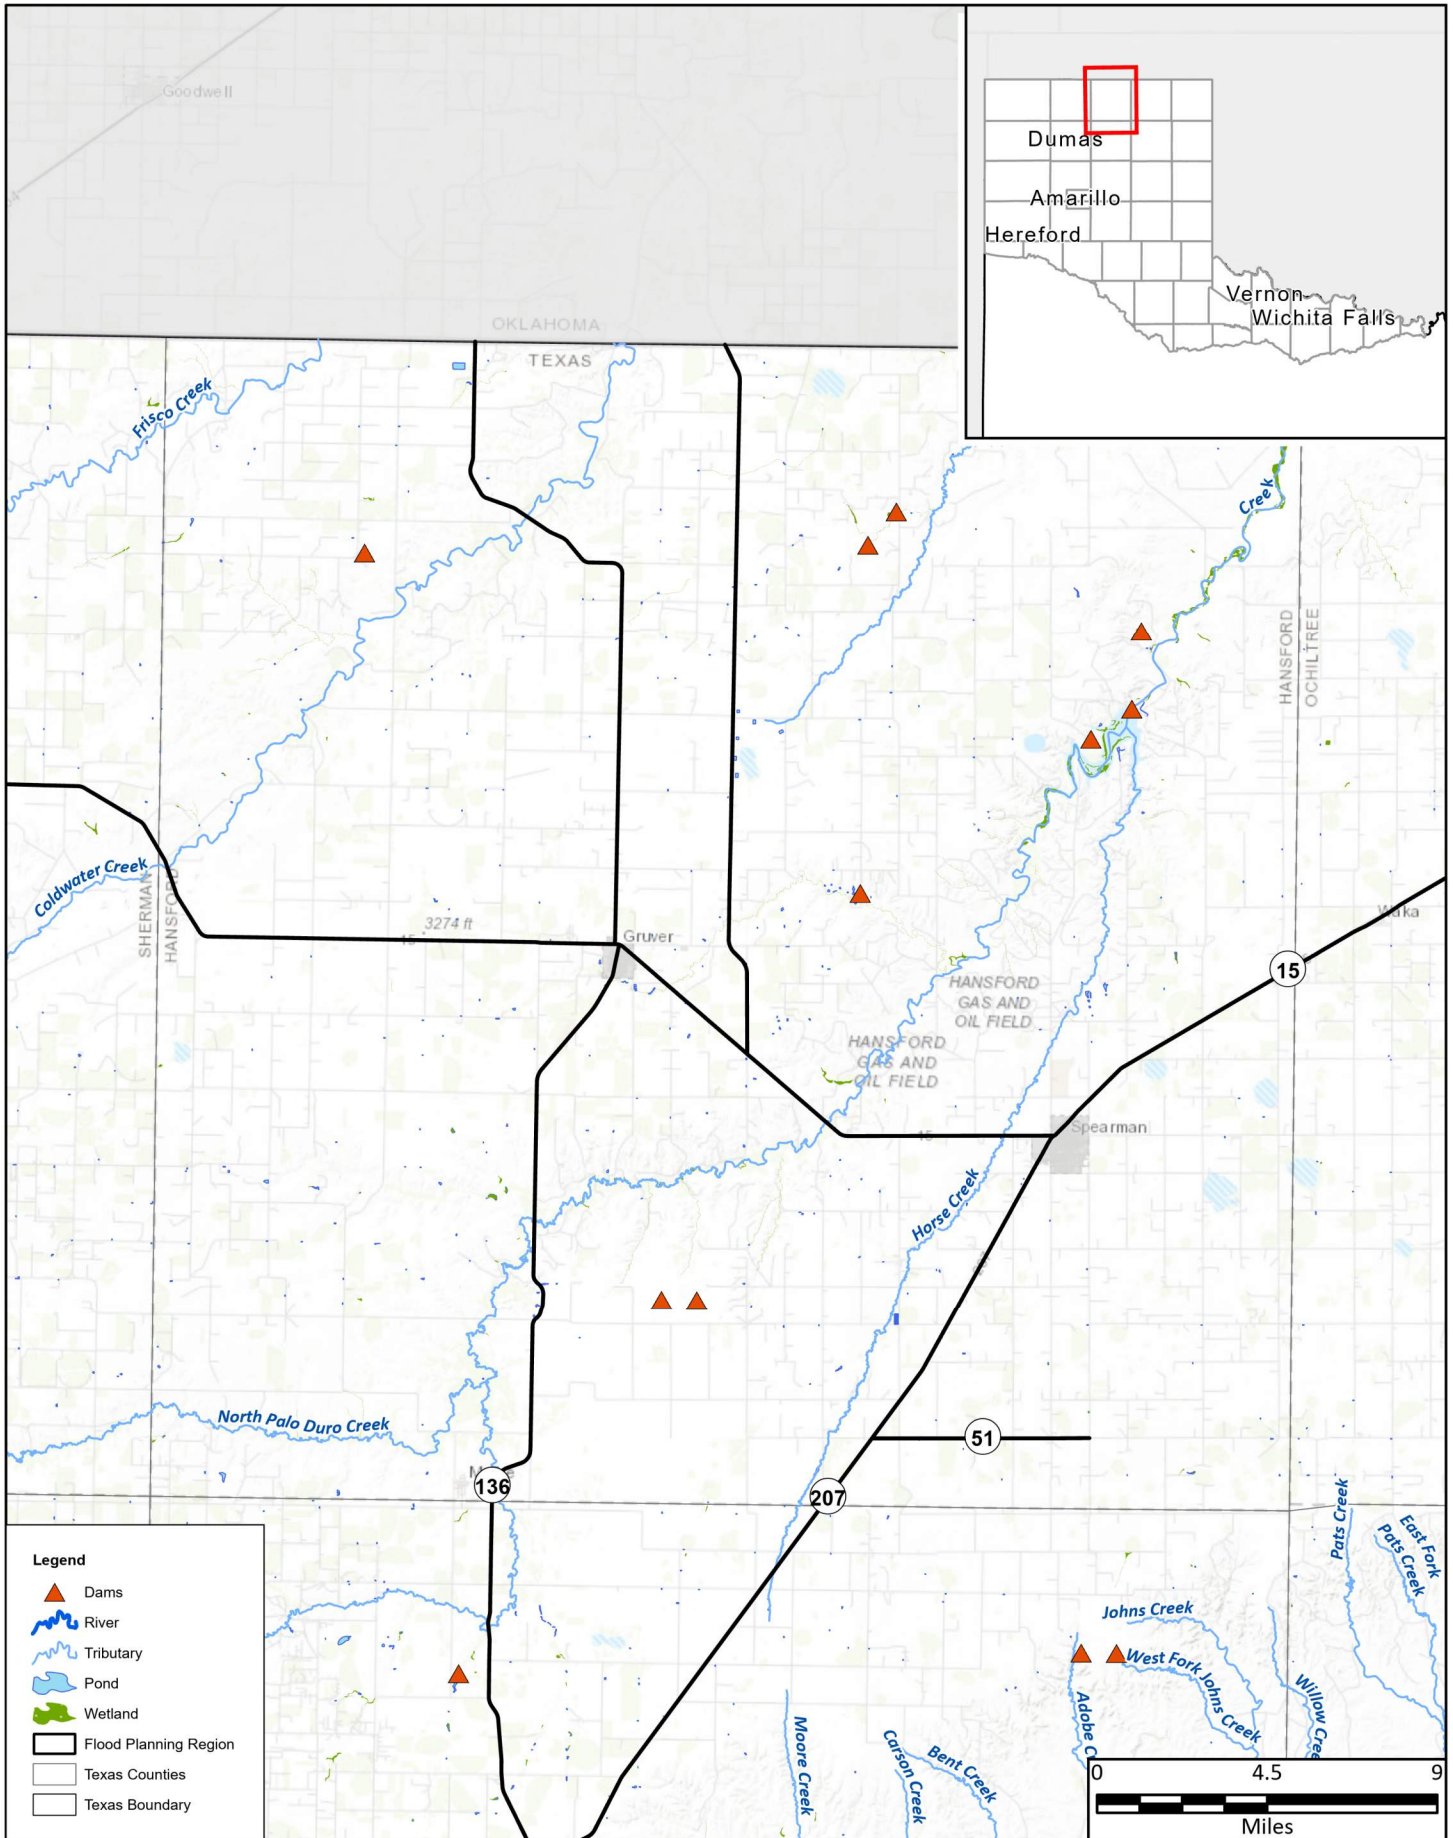 Goodwell
Dumas
Amarillo
Hereford
Vernon
Wichita Falls
OKLAHOMA
TEXAS
Frisco Creek
Creek
HANSFORD
OCHILTREE
Coldwater Creek
SHERMAN
HANSFORD
3274 ft
15
Gruver
Waka
15
HANSFORD
GAS AND
OIL FIELD
HANSFORD
GAS AND
OIL FIELD
15
Spearman
Horse Creek
North Palo Duro Creek
51
136
207
Pats Creek
East Fork
Pats Creek
Johns Creek
West Fork Johns Creek
Willow Cree
Adobe C
Moore Creek
Carson Creek
Bent Creek
Legend
Dams
River
Tributary
Pond
Wetland
Flood Planning Region
Texas Counties
Texas Boundary
0 4.5 9
Miles